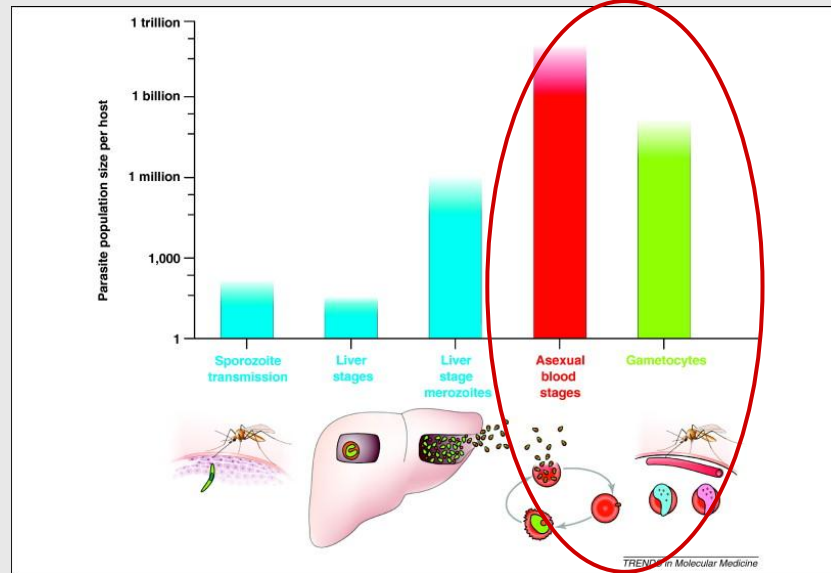 1 trillion
1 billion
1 million
1,000
1
Parasite population size per host
Sporozoite
transmission
Liver
stages
Liver
stage
merozoites
Asexual
blood
stages
Gametocytes
TRENDS in Molecular Medicine